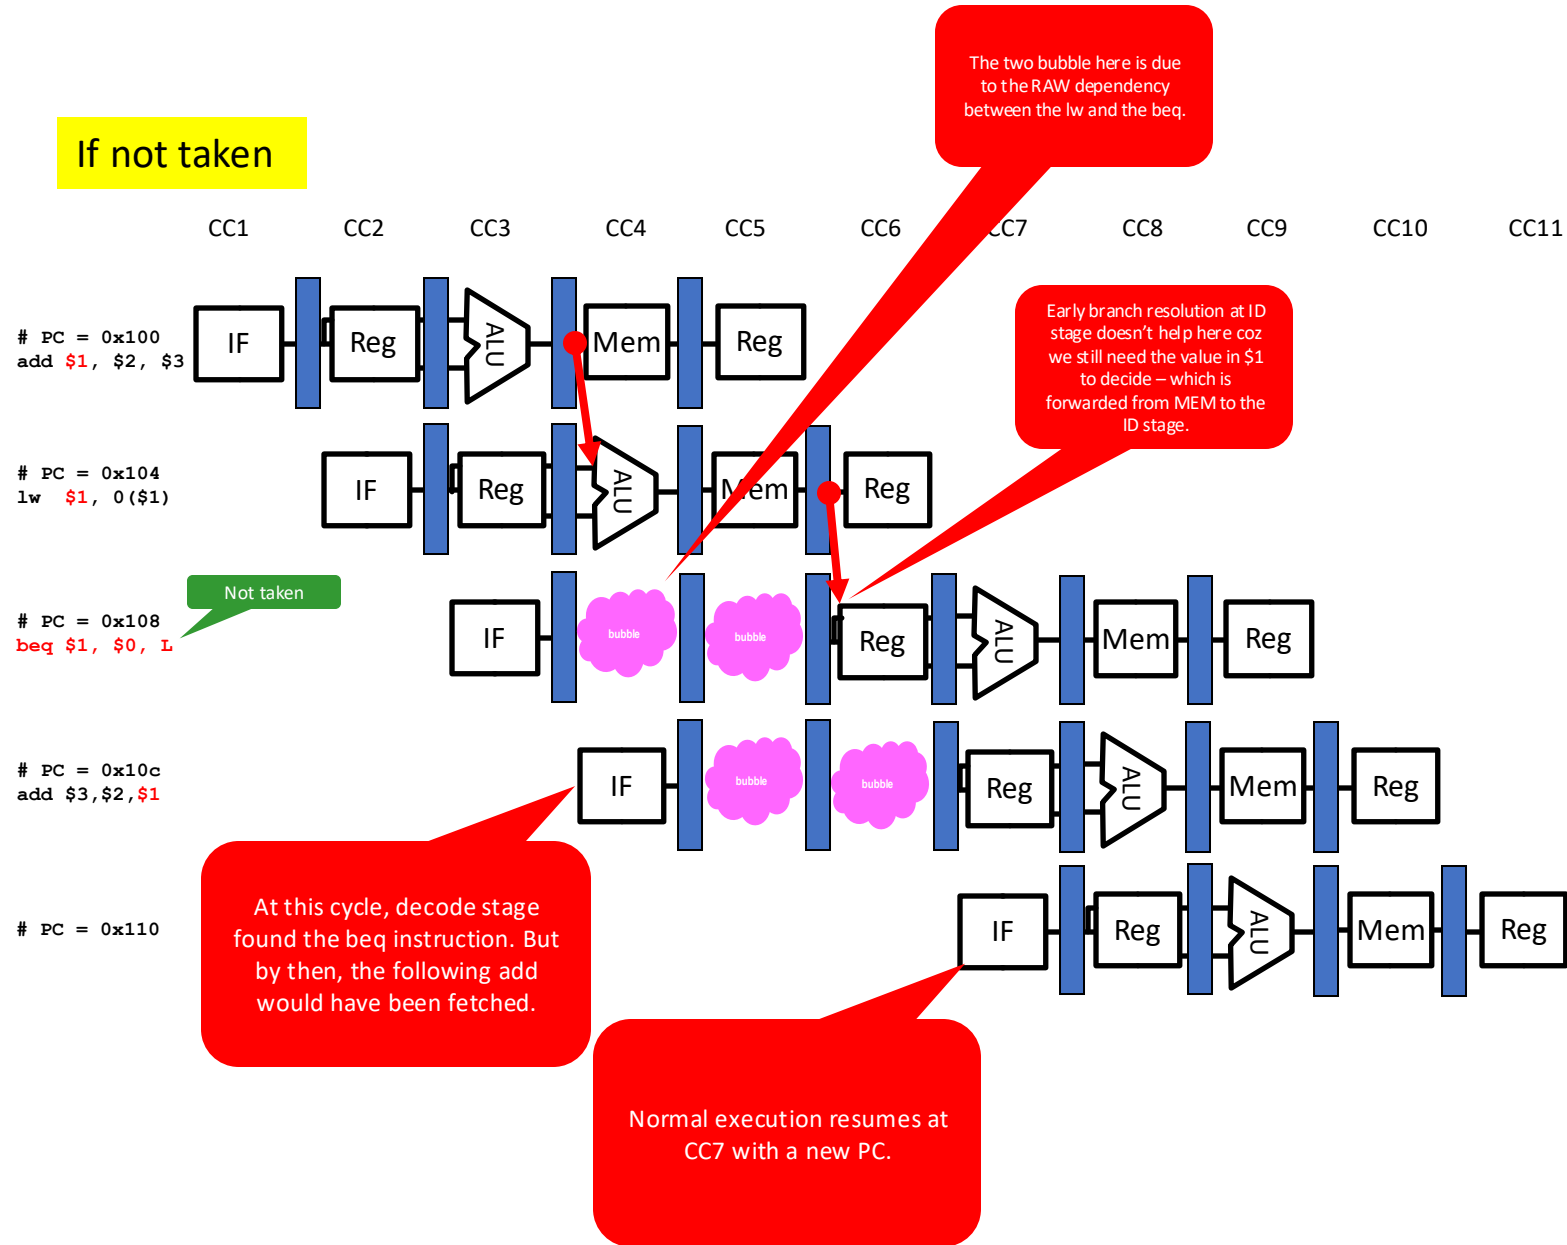 The two bubble here is due
to the RAW dependency
between the lw and the beq.
If not taken
CC1 CC2 CC3 CC4 CC5 CC6 CC7 CC8 CC9 CC10 CC11
Early branch resolution at ID
stage doesn't help here coz
we still need the value in $1
to decide – which is
forwarded from MEM to the
ID stage.
# PC = 0x100
add $1, $2, $3
IF Reg ALU Mem Reg
# PC = 0x104
lw $1, 0($1)
IF Reg ALU Mem Reg
Not taken
# PC = 0x108
beq $1, $0, L
IF bubble bubble Reg ALU Mem Reg
# PC = 0x10c
add $3,$2,$1
IF bubble bubble Reg ALU Mem Reg
At this cycle, decode stage
found the beq instruction. But
by then, the following add
would have been fetched.
# PC = 0x110
IF Reg ALU Mem Reg
Normal execution resumes at
CC7 with a new PC.